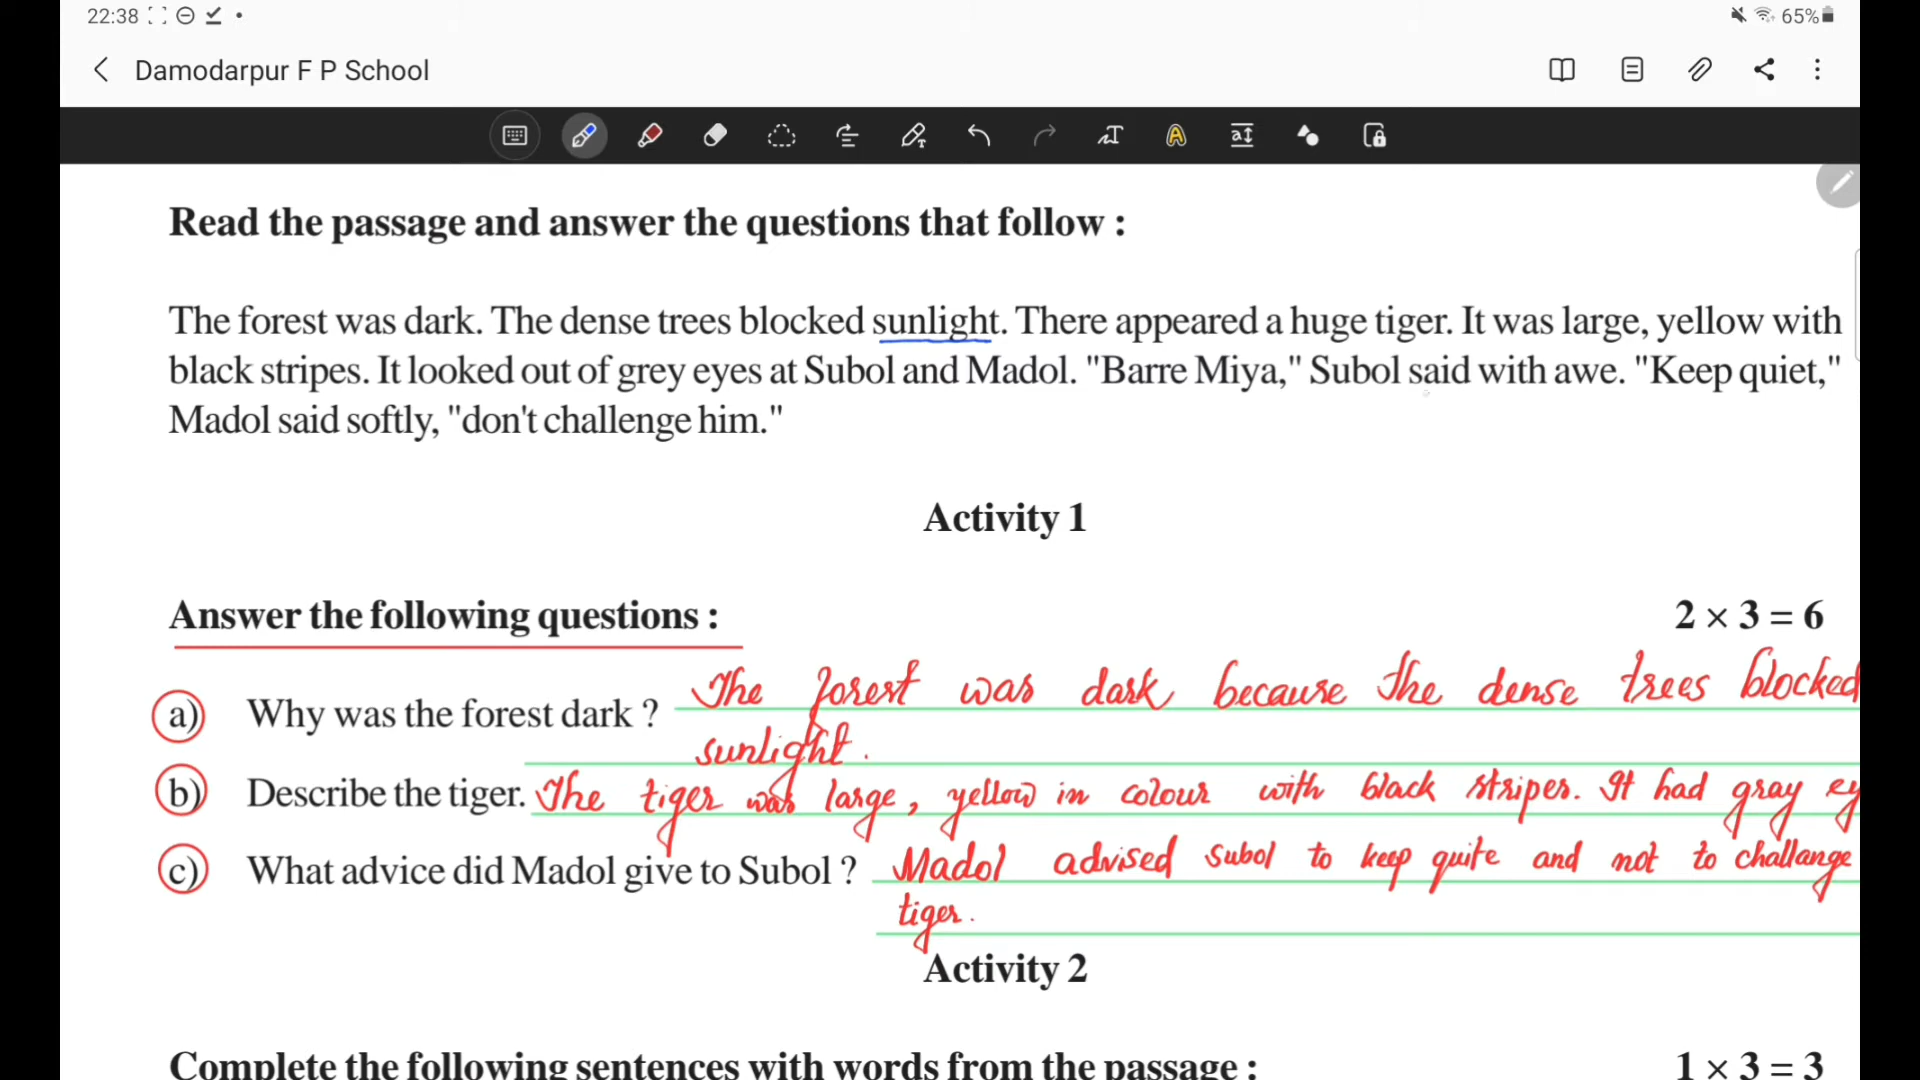 22:38
65%
Damodarpur F P School
Read the passage and answer the questions that follow :
The forest was dark. The dense trees blocked sunlight. There appeared a huge tiger. It was large, yellow with
black stripes. It looked out of grey eyes at Subol and Madol. "Barre Miya," Subol said with awe. "Keep quiet,"
Madol said softly, "don't challenge him."
Activity 1
Answer the following questions : 2 × 3 = 6
a) Why was the forest dark ? The forest was dark because the dense trees blocked
sunlight.
b) Describe the tiger. The tiger was large, yellow in colour with black stripes. It had gray ey
c) What advice did Madol give to Subol ? Madol advised Subol to keep quite and not to challange
tiger.
Activity 2
Complete the following sentences with words from the passage : 1 × 3 = 3